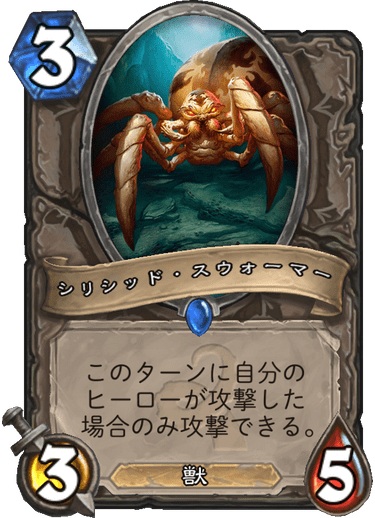 3
シリシッド・スウォーマー
このターンに自分の
ヒーローが攻撃した
場合のみ攻撃できる。
3
獣
5